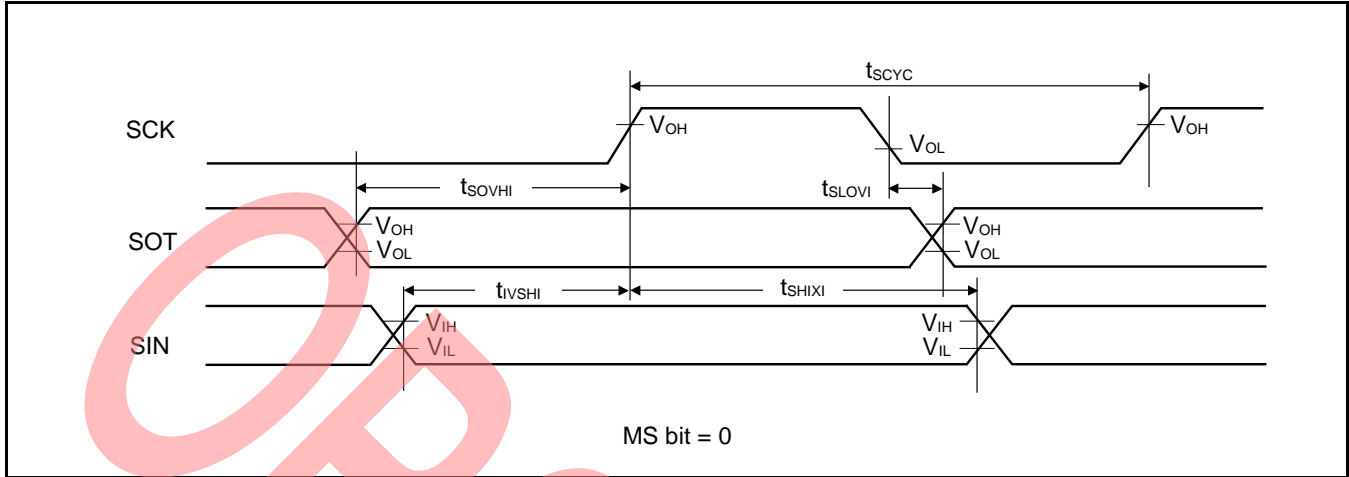 tSCYC
SCK
VOH
VOL
VOH
tSOVHI
tSLOVI
SOT
VOH
VOL
VOH
VOL
tIVSHI
tSHIXI
SIN
VIH
VIL
VIH
VIL
MS bit = 0